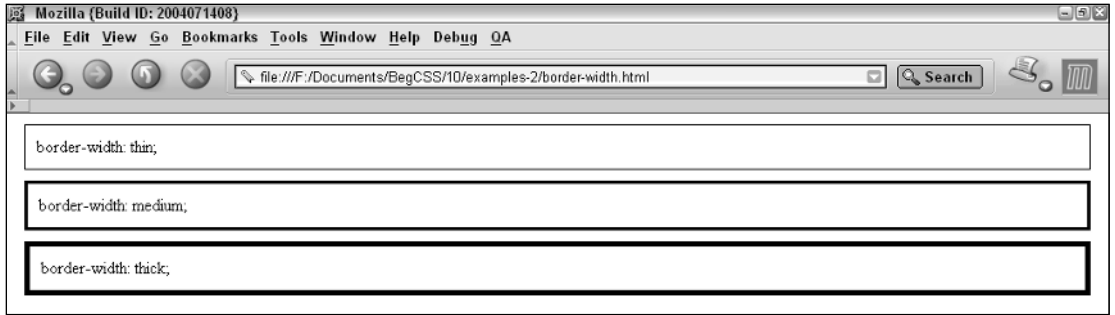 Mozilla {Build ID: 2004071408}
File Edit View Go Bookmarks Tools Window Help Debug QA
file:///F:/Documents/BegCSS/10/examples-2/border-width.html Search
border-width: thin;
border-width: medium;
border-width: thick;